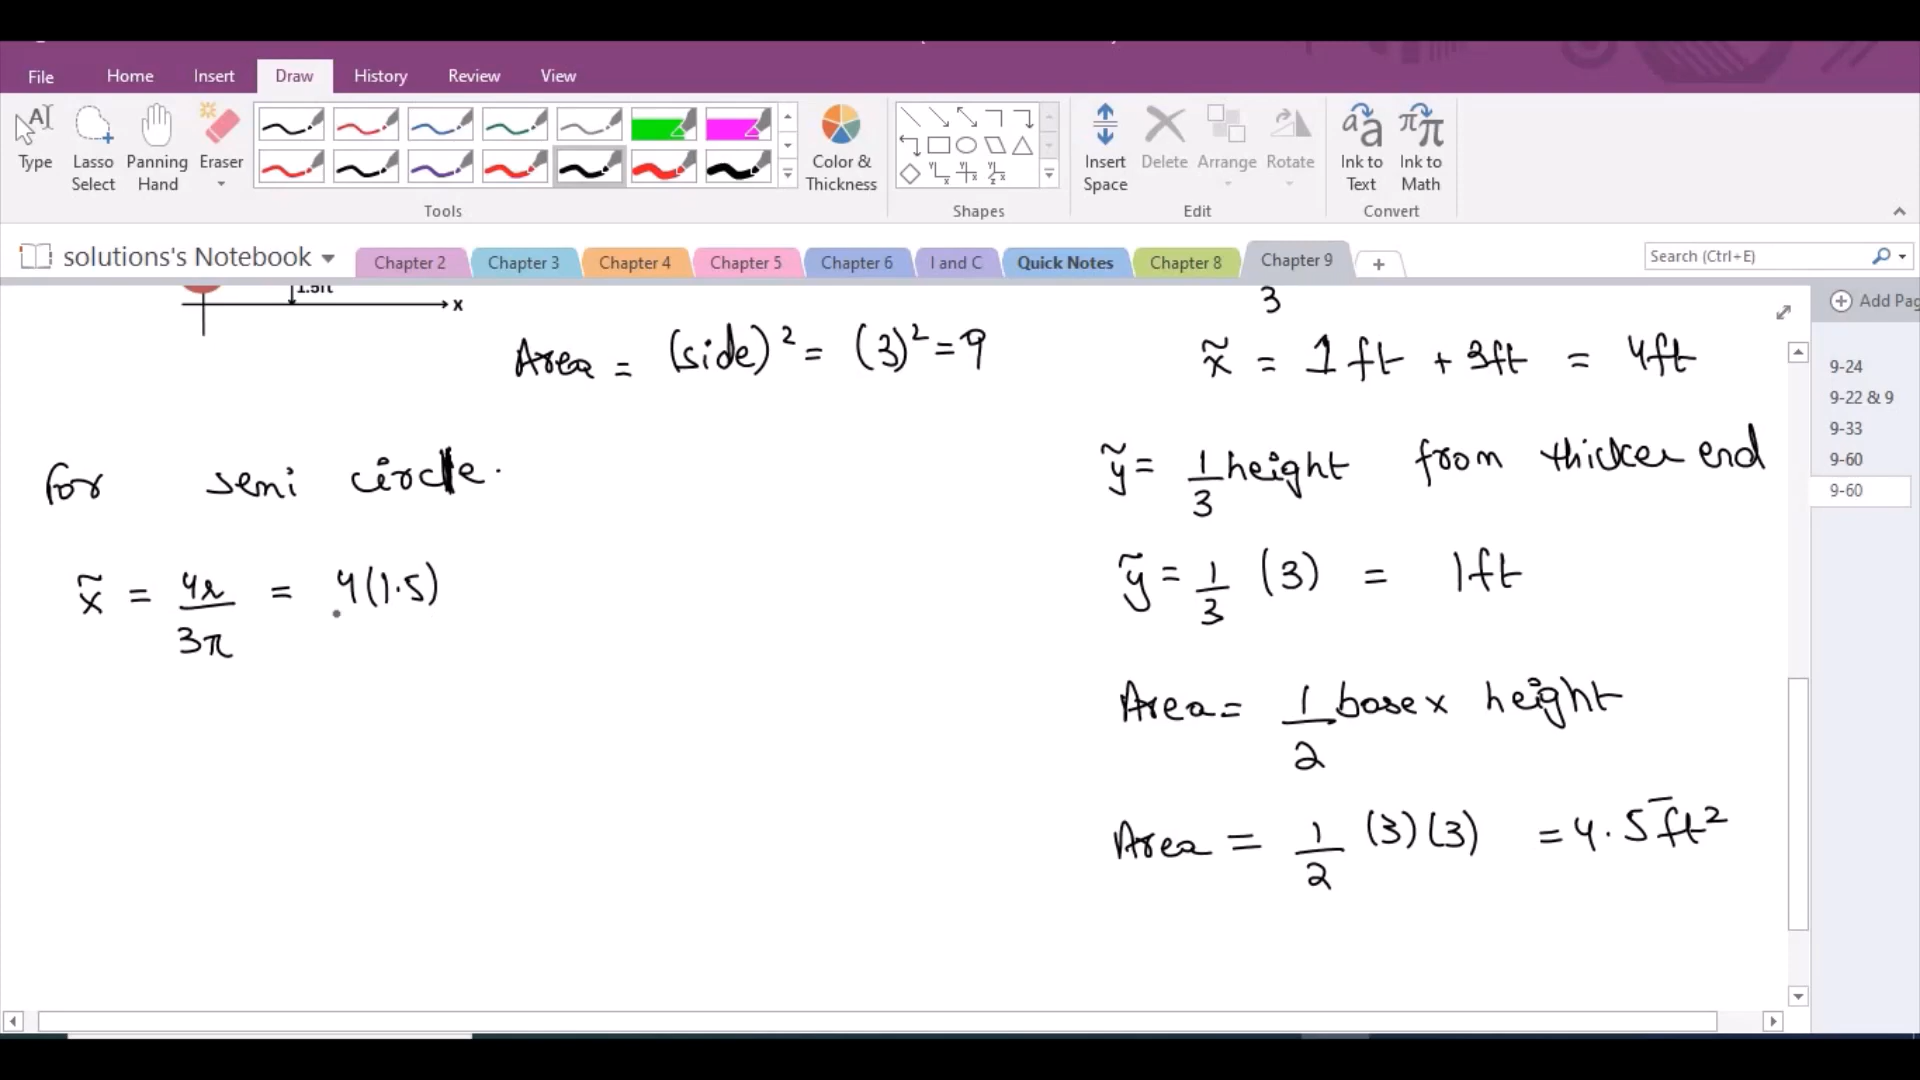 File Home Insert Draw History Review View
Type
Lasso Select
Panning Hand
Eraser
Color & Thickness
Insert Space
Delete
Arrange
Rotate
Ink to Text
Ink to Math
Tools Shapes Edit Convert
solutions's Notebook Chapter 2 Chapter 3 Chapter 4 Chapter 5 Chapter 6 I and C Quick Notes Chapter 8 Chapter 9 + Search (Ctrl+E)
Add Pag
9-24
9-22 & 9
9-33
9-60
9-60
1.5ft
x
Area = (side)² = (3)² = 9
For semi circle.
x̃ = 4r/3π = 4(1.5)
3
x̃ = 1ft + 3ft = 4ft
ỹ = 1/3 height from thicker end
ỹ = 1/3 (3) = 1ft
Area = 1/2 base x height
Area = 1/2 (3)(3) = 4.5ft²